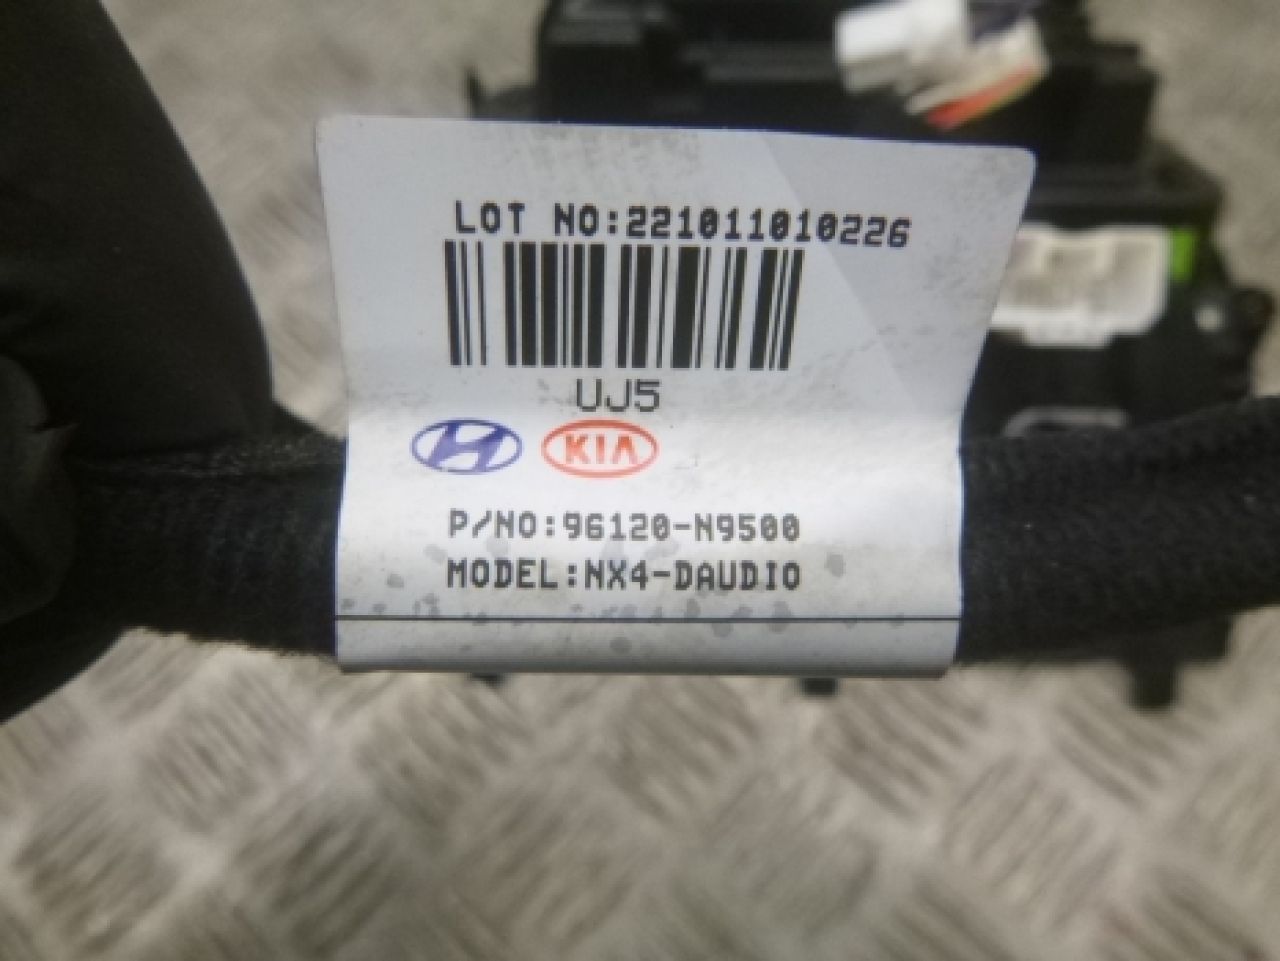 LOT NO:221011010226
UJ5
KIA
P/NO:96120-N9500
MODEL:NX4-DAUDIO